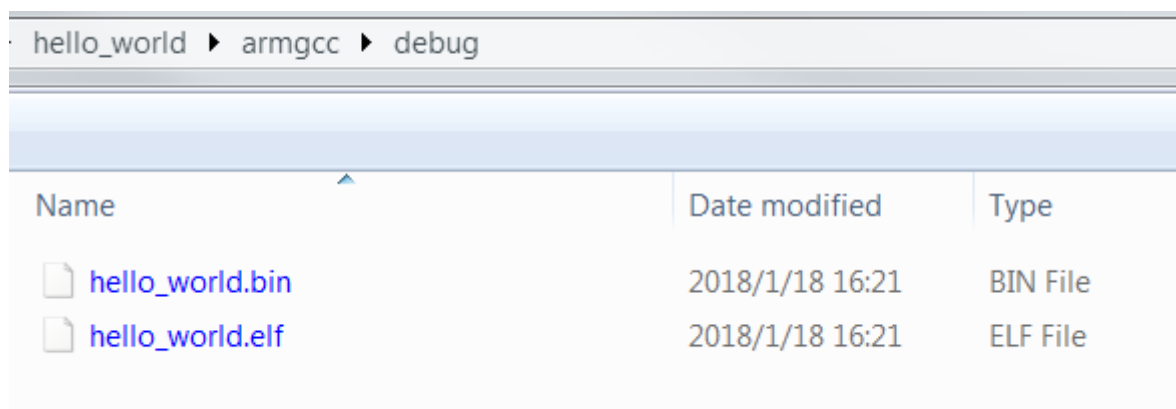 hello_world ▸ armgcc ▸ debug
Name Date modified Type
hello_world.bin 2018/1/18 16:21 BIN File
hello_world.elf 2018/1/18 16:21 ELF File